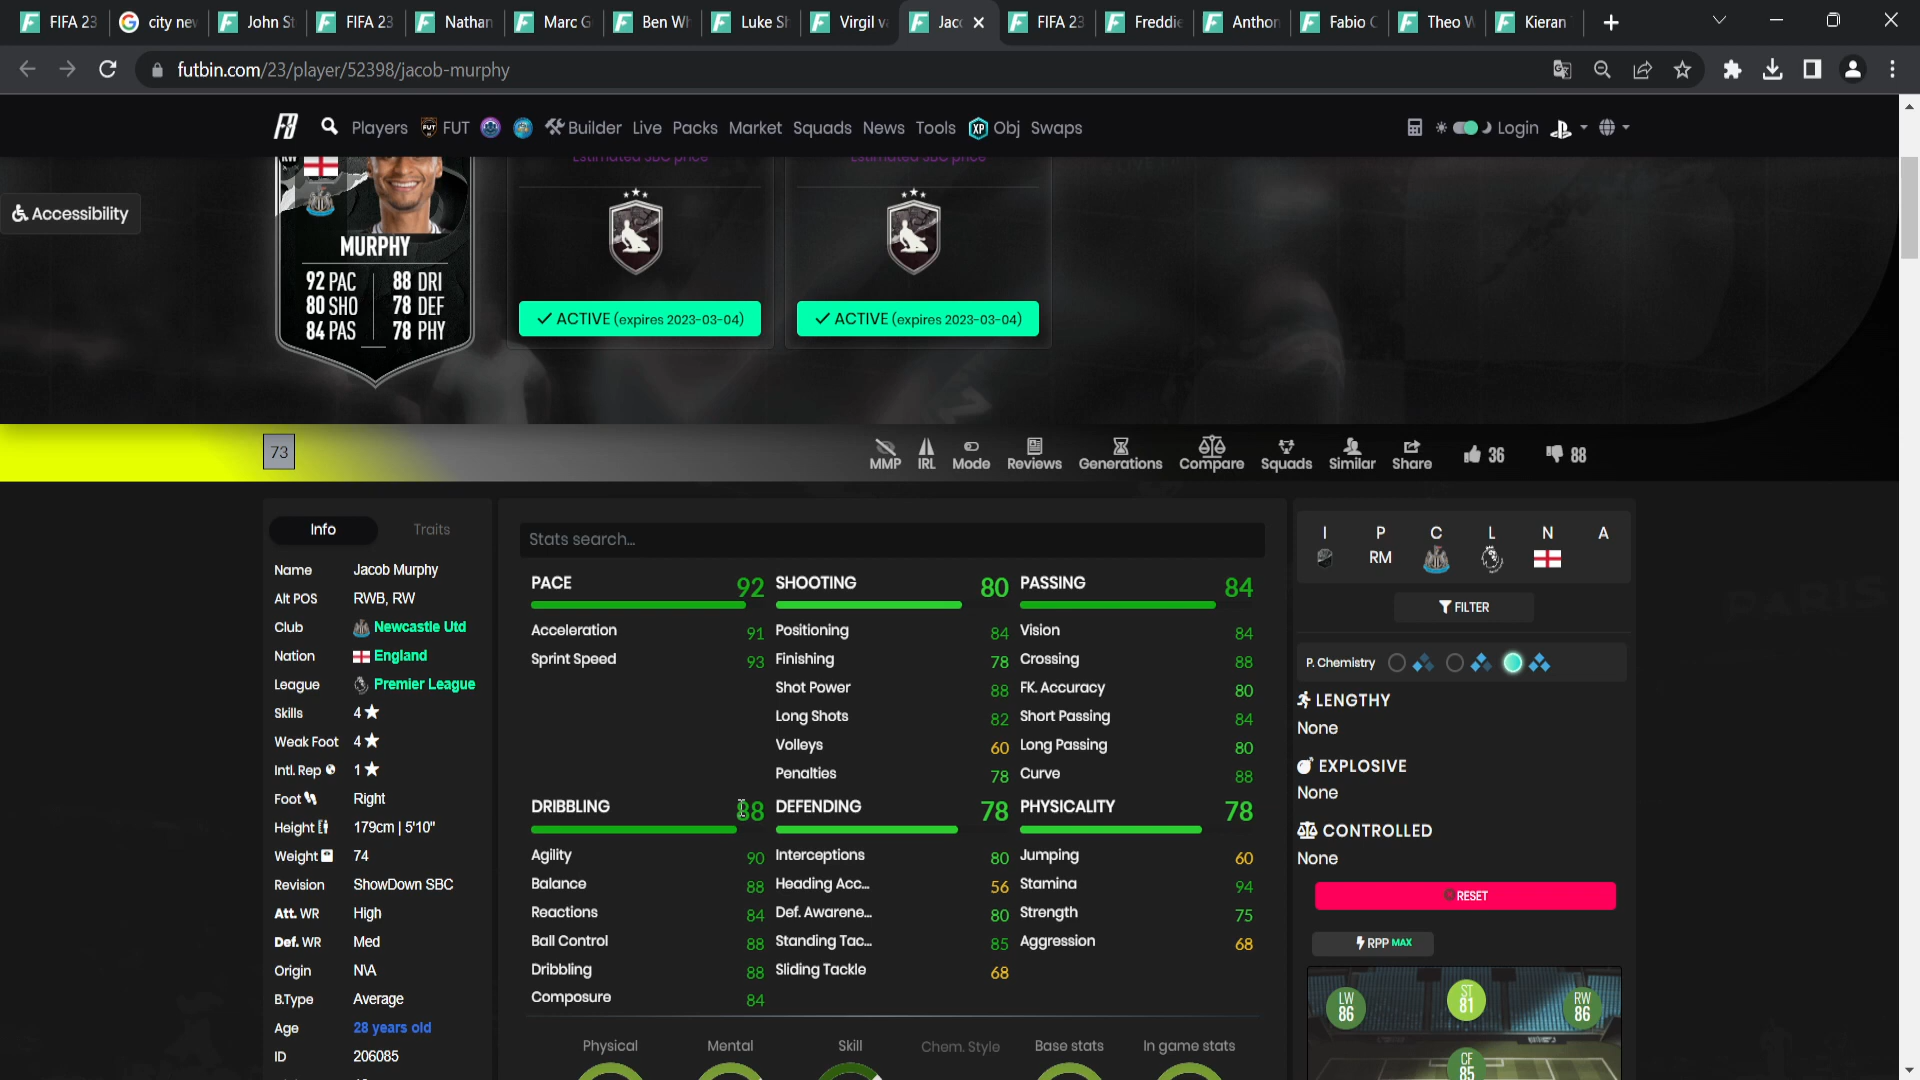 FIFA 23
city nev
John St
FIFA 23
Nathan
Marc G
Ben Wh
Luke Sh
Virgil va
Jac
FIFA 23
Freddie
Anthon
Fabio C
Theo W
Kieran
futbin.com/23/player/52398/jacob-murphy
Players FUT Builder Live Packs Market Squads News Tools XP Obj Swaps Login
Accessibility
RW
Estimated SBC price
Estimated SBC price
MURPHY
92 PAC 88 DRI
80 SHO 78 DEF
84 PAS 78 PHY
ACTIVE (expires 2023-03-04)
ACTIVE (expires 2023-03-04)
73
MMP IRL Mode Reviews Generations Compare Squads Similar Share 36 88
Info Traits
Name Jacob Murphy
Alt POS RWB, RW
Club Newcastle Utd
Nation England
League Premier League
Skills 4
Weak Foot 4
Intl. Rep 1
Foot Right
Height 179cm | 5'10"
Weight 74
Revision ShowDown SBC
Att. WR High
Def. WR Med
Origin N\A
B.Type Average
Age 28 years old
ID 206085
Stats search...
PACE 92
Acceleration 91
Sprint Speed 93
SHOOTING 80
Positioning 84
Finishing 78
Shot Power 88
Long Shots 82
Volleys 60
Penalties 78
PASSING 84
Vision 84
Crossing 88
FK. Accuracy 80
Short Passing 84
Long Passing 80
Curve 88
DRIBBLING 88
Agility 90
Balance 88
Reactions 84
Ball Control 88
Dribbling 88
Composure 84
DEFENDING 78
Interceptions 80
Heading Acc... 56
Def. Awarene... 80
Standing Tac... 85
Sliding Tackle 68
PHYSICALITY 78
Jumping 60
Stamina 94
Strength 75
Aggression 68
Physical Mental Skill Chem. Style Base stats In game stats
I P C L N A
RM
FILTER
P. Chemistry
LENGTHY
None
EXPLOSIVE
None
CONTROLLED
None
RESET
RPP MAX
LW 86
ST 81
RW 86
CF 85